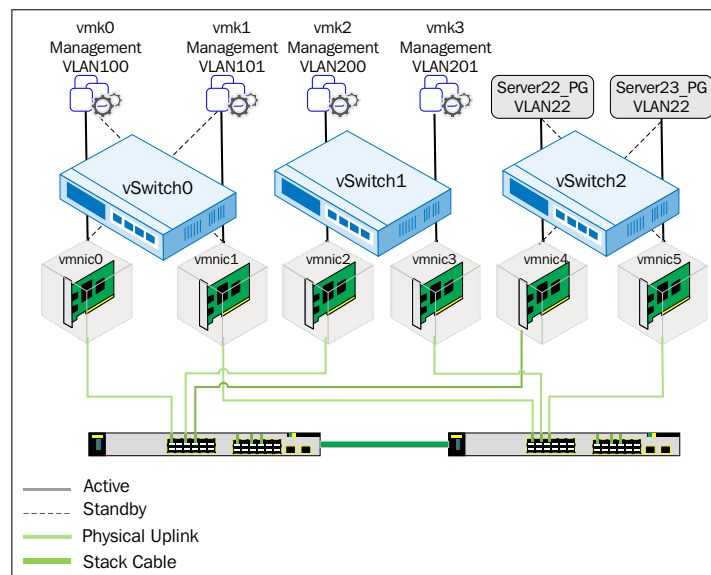 vmk0
Management
VLAN100
vmk1
Management
VLAN101
vmk2
Management
VLAN200
vmk3
Management
VLAN201
Server22_PG
VLAN22
Server23_PG
VLAN22
vSwitch0
vSwitch1
vSwitch2
vmnic0
vmnic1
vmnic2
vmnic3
vmnic4
vmnic5
Active
Standby
Physical Uplink
Stack Cable